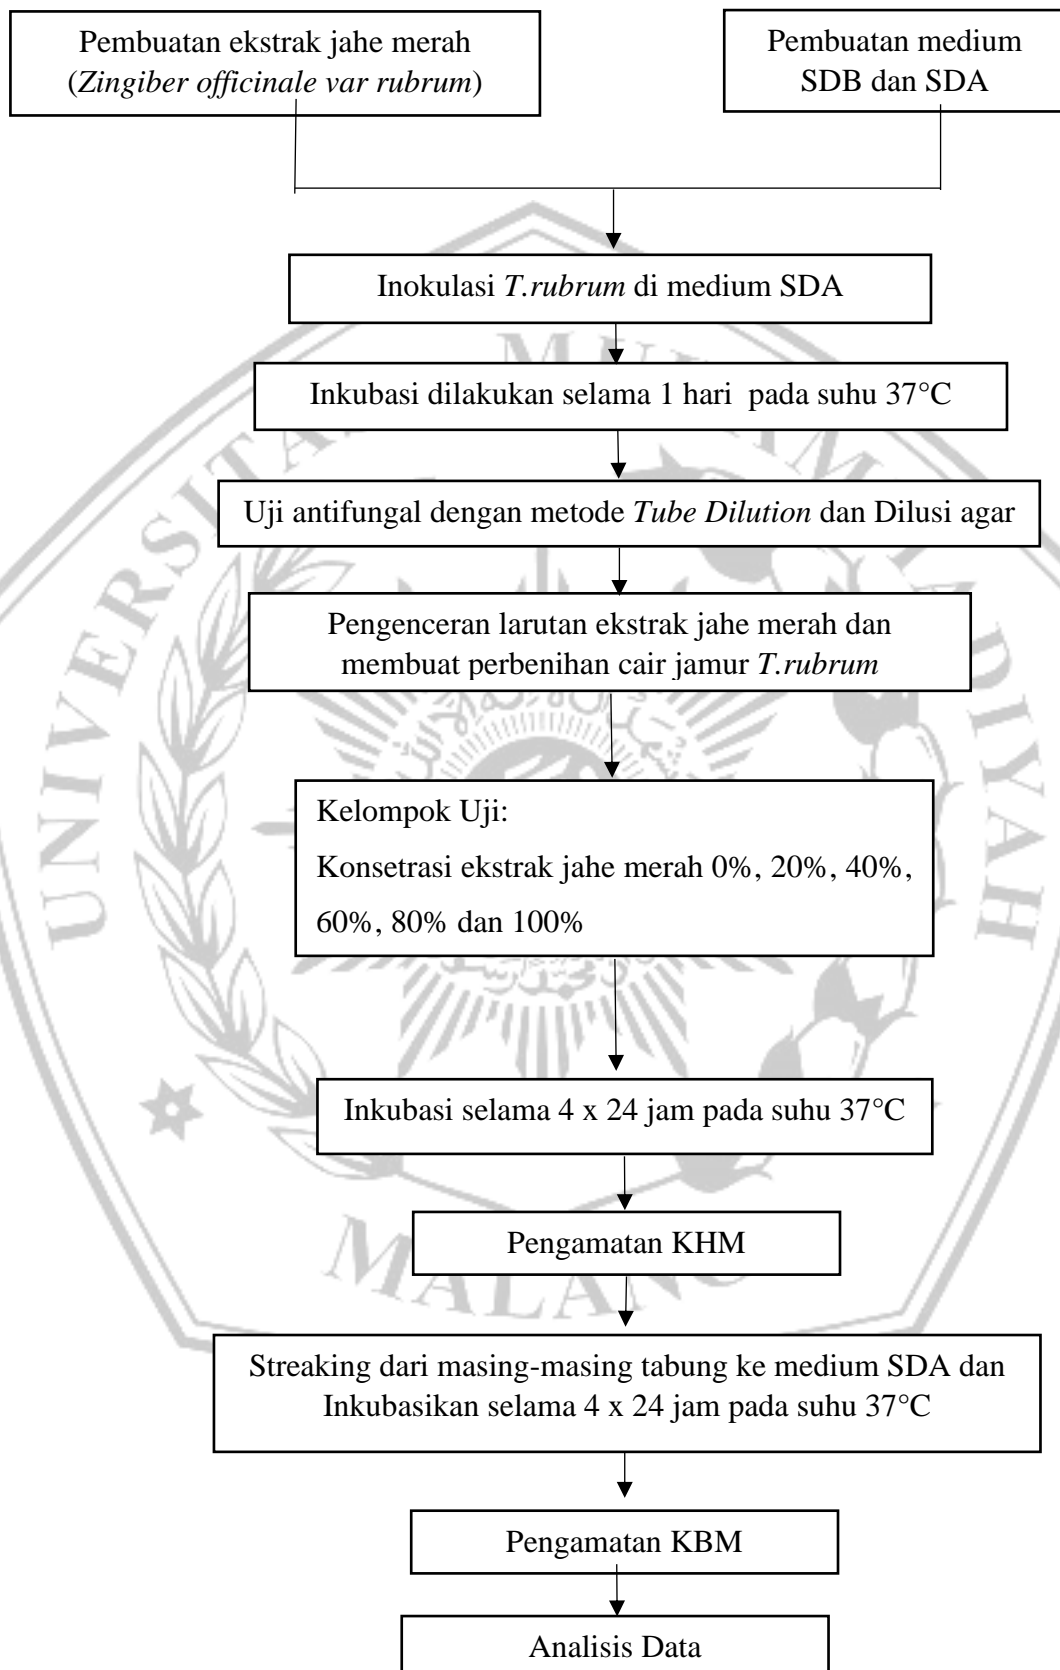 Pembuatan ekstrak jahe merah
(Zingiber officinale var rubrum)
Pembuatan medium
SDB dan SDA
Inokulasi T.rubrum di medium SDA
Inkubasi dilakukan selama 1 hari pada suhu 37°C
Uji antifungal dengan metode Tube Dilution dan Dilusi agar
Pengenceran larutan ekstrak jahe merah dan
membuat perbenihan cair jamur T.rubrum
Kelompok Uji:
Konsetrasi ekstrak jahe merah 0%, 20%, 40%,
60%, 80% dan 100%
Inkubasi selama 4 x 24 jam pada suhu 37°C
Pengamatan KHM
Streaking dari masing-masing tabung ke medium SDA dan
Inkubasikan selama 4 x 24 jam pada suhu 37°C
Pengamatan KBM
Analisis Data
UNIVERSITAS MUHAMMADIYAH
MALANG